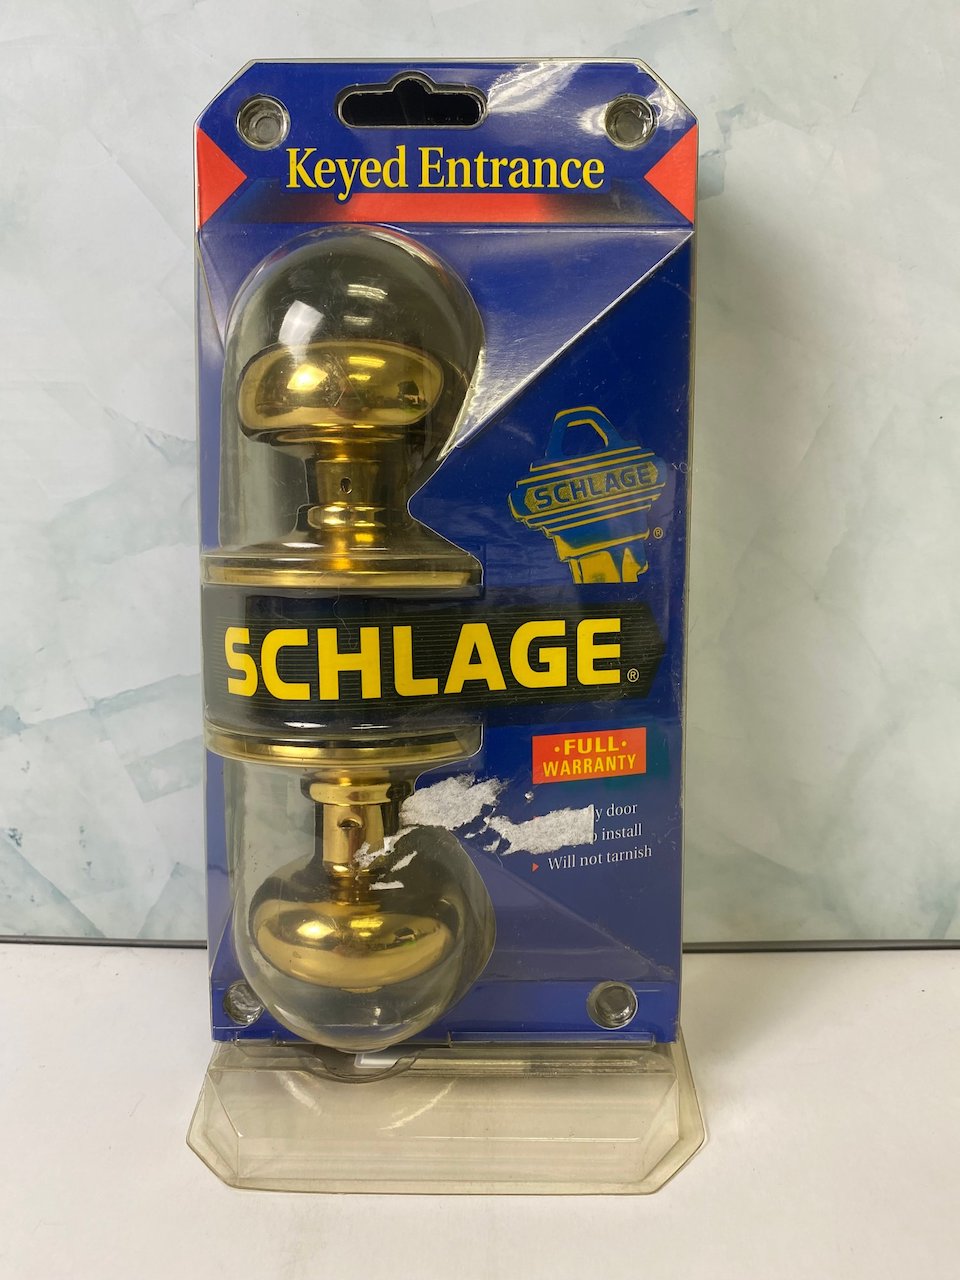 Keyed Entrance
SCHLAGE
®
SCHLAGE®
·FULL·
WARRANTY
door
install
Will not tarnish